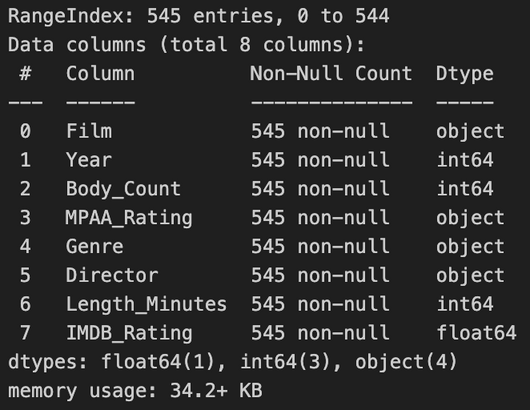 RangeIndex: 545 entries, 0 to 544
Data columns (total 8 columns):
 #   Column          Non-Null Count  Dtype
---  ------          --------------  -----
 0   Film            545 non-null    object
 1   Year            545 non-null    int64
 2   Body_Count      545 non-null    int64
 3   MPAA_Rating     545 non-null    object
 4   Genre           545 non-null    object
 5   Director        545 non-null    object
 6   Length_Minutes  545 non-null    int64
 7   IMDB_Rating     545 non-null    float64
dtypes: float64(1), int64(3), object(4)
memory usage: 34.2+ KB